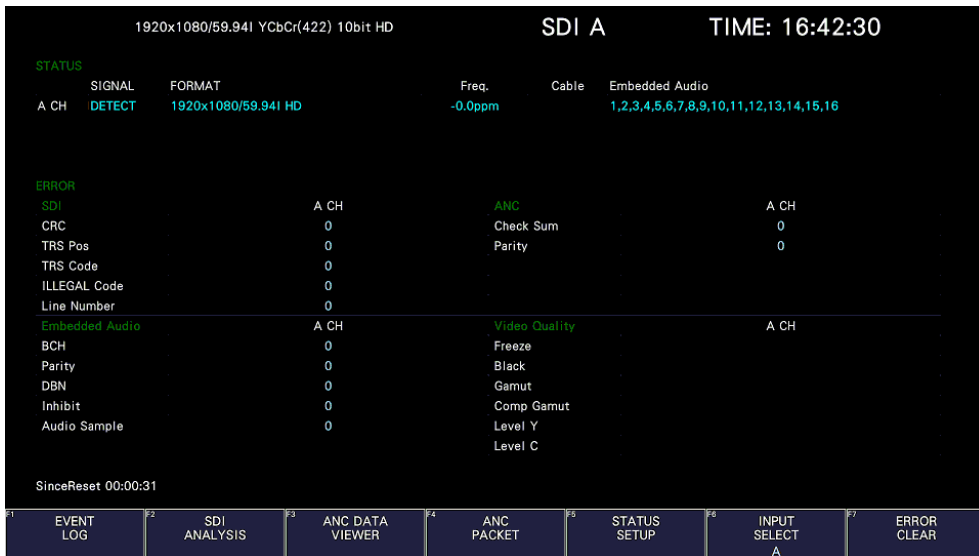 1920x1080/59.94I YCbCr(422) 10bit HD SDI A TIME: 16:42:30
STATUS
SIGNAL FORMAT Freq. Cable Embedded Audio
A CH DETECT 1920x1080/59.94I HD -0.0ppm 1,2,3,4,5,6,7,8,9,10,11,12,13,14,15,16
ERROR
SDI A CH ANC A CH
CRC 0 Check Sum 0
TRS Pos 0 Parity 0
TRS Code 0
ILLEGAL Code 0
Line Number 0
Embedded Audio A CH Video Quality A CH
BCH 0 Freeze
Parity 0 Black
DBN 0 Gamut
Inhibit 0 Comp Gamut
Audio Sample 0 Level Y
Level C
SinceReset 00:00:31
F1 EVENT F2 SDI F3 ANC DATA F4 ANC F5 STATUS F6 INPUT F7 ERROR
LOG ANALYSIS VIEWER PACKET SETUP SELECT CLEAR
A